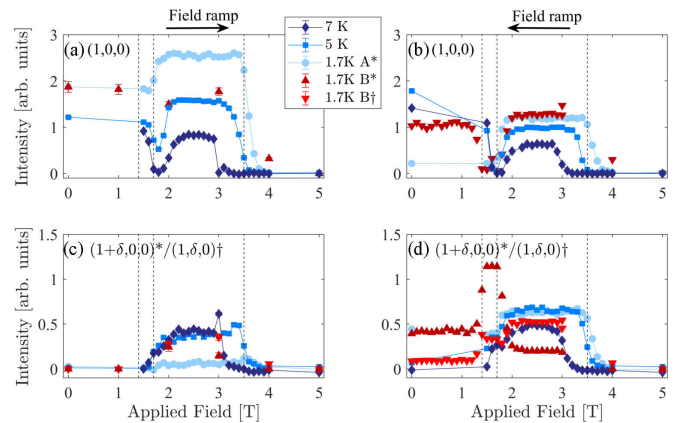 Field ramp
Field ramp
7 K
5 K
1.7K A*
1.7K B*
1.7K B†
Intensity [arb. units]
3
2
1
0
(a) (1,0,0)
0 1 2 3 4 5
3
2
1
0
(b) (1,0,0)
0 1 2 3 4 5
Intensity [arb. units]
1.5
1
0.5
0
(c) (1+δ,0,0)*/(1,δ,0)†
0 1 2 3 4 5
Applied Field [T]
1.5
1
0.5
0
(d) (1+δ,0,0)*/(1,δ,0)†
0 1 2 3 4 5
Applied Field [T]